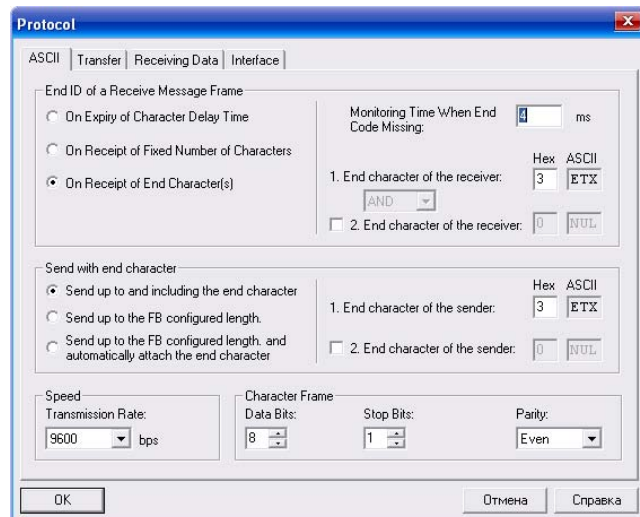 Protocol
ASCII Transfer Receiving Data Interface
End ID of a Receive Message Frame
On Expiry of Character Delay Time
On Receipt of Fixed Number of Characters
On Receipt of End Character(s)
Monitoring Time When End
Code Missing:
4 ms
Hex ASCII
1. End character of the receiver: 3 ETX
AND
2. End character of the receiver: 0 NUL
Send with end character
Send up to and including the end character
Send up to the FB configured length.
Send up to the FB configured length. and
automatically attach the end character
Hex ASCII
1. End character of the sender: 3 ETX
2. End character of the sender: 0 NUL
Speed
Transmission Rate:
9600 bps
Character Frame
Data Bits: Stop Bits: Parity:
8 1 Even
OK Отмена Справка